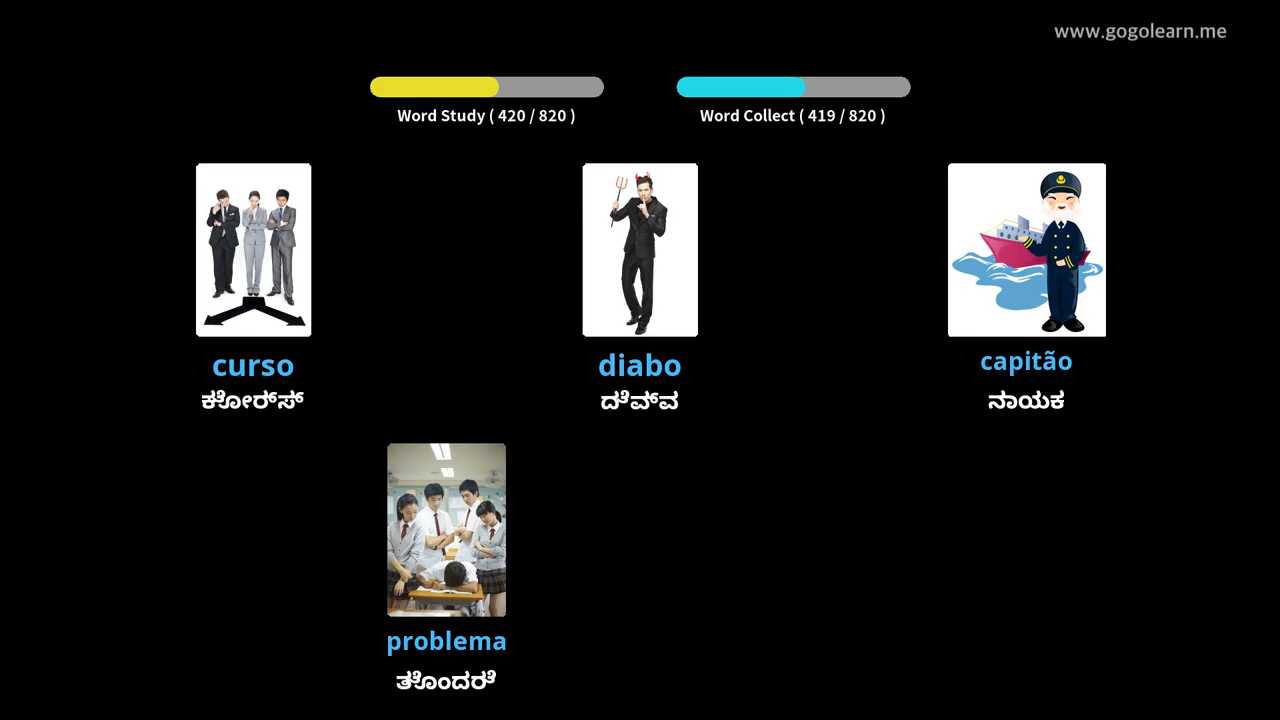 www.gogolearn.me
Word Study ( 420 / 820 )
Word Collect ( 419 / 820 )
curso
ಕೋರ್ಸ್
diabo
ದೆವ್ವ
capitão
ನಾಯಕ
problema
ತೊಂದರೆ